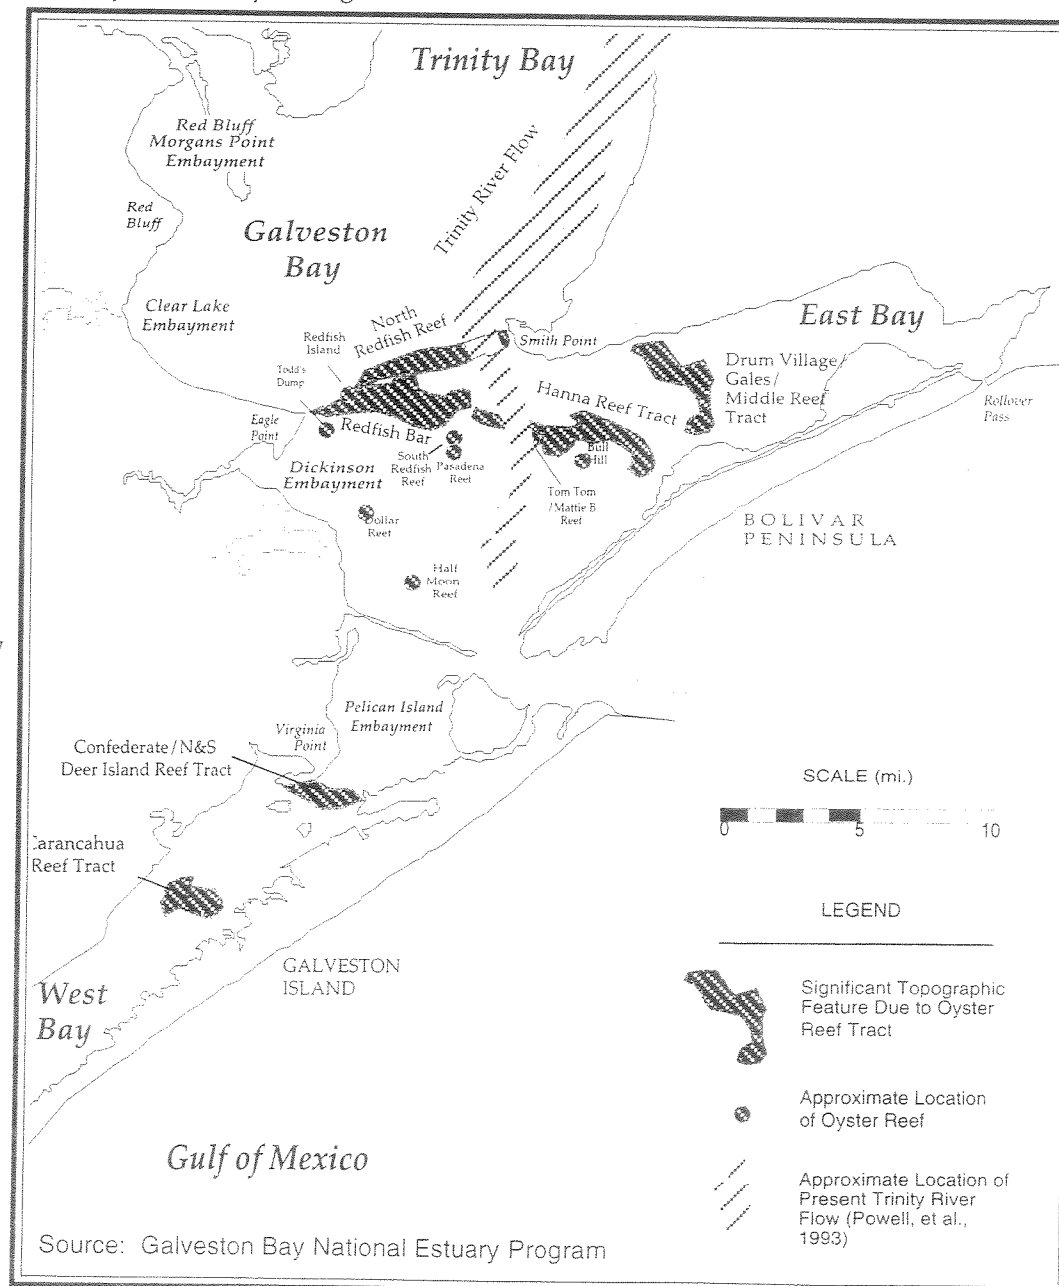 Trinity Bay
Red Bluff
Morgans Point
Embayment
Trinity River Flow
Red
Bluff
Galveston
Bay
Clear Lake
Embayment
North
Redfish Reef
Redfish
Island
Smith Point
East Bay
Todd's
Dump
Drum Village/
Gales/
Middle Reef
Tract
Hanna Reef Tract
Rollover
Pass
Eagle
Point
Redfish Bar
South
Redfish
Reef
Pasadena
Reef
Bull
Hill
Dickinson
Embayment
Tom Tom
/Mattie B
Reef
Dollar
Reef
BOLIVAR
PENINSULA
Half
Moon
Reef
Pelican Island
Embayment
Virginia
Point
Confederate/N&S
Deer Island Reef Tract
SCALE (mi.)
0 5 10
arancahua
Reef Tract
LEGEND
GALVESTON
ISLAND
West
Bay
Significant Topographic
Feature Due to Oyster
Reef Tract
Approximate Location
of Oyster Reef
Gulf of Mexico
Approximate Location of
Present Trinity River
Flow (Powell, et al.,
1993)
Source: Galveston Bay National Estuary Program